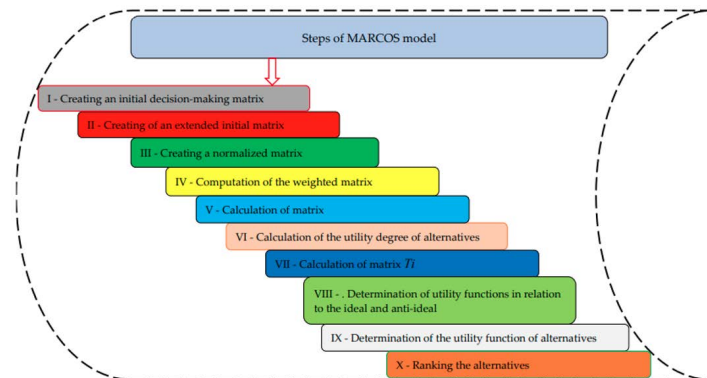 Steps of MARCOS model
I - Creating an initial decision-making matrix
II - Creating of an extended initial matrix
III - Creating a normalized matrix
IV - Computation of the weighted matrix
V - Calculation of matrix
VI - Calculation of the utility degree of alternatives
VII - Calculation of matrix Ti
VIII - . Determination of utility functions in relation
to the ideal and anti-ideal
IX - Determination of the utility function of alternatives
X - Ranking the alternatives